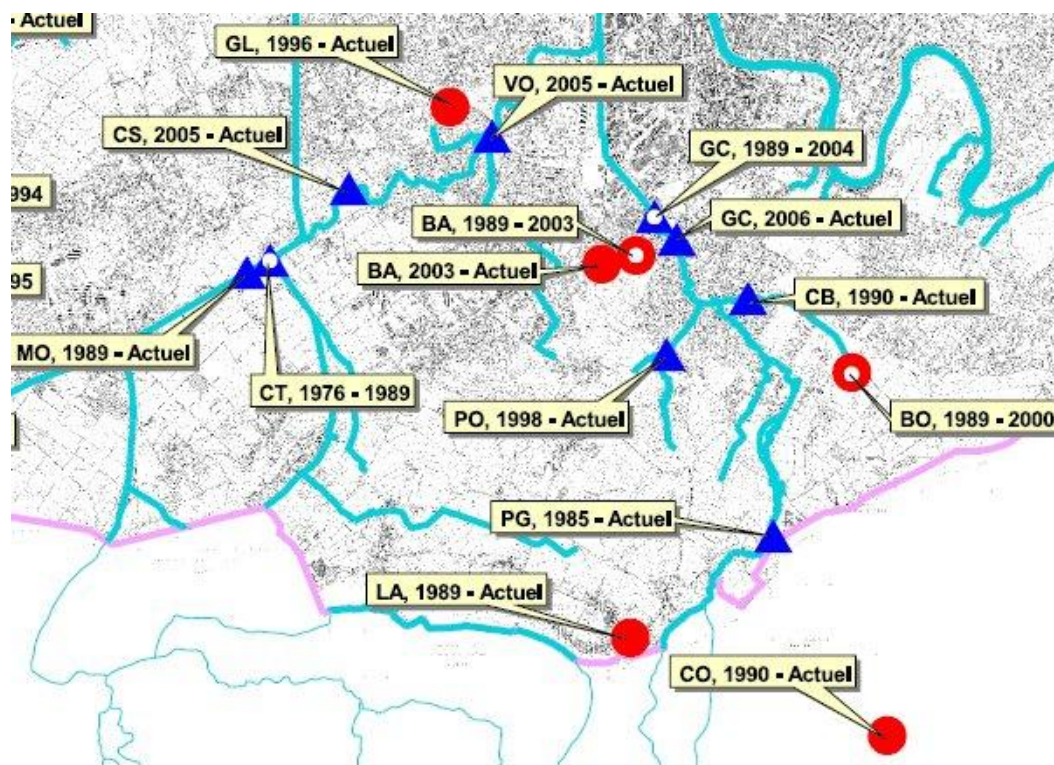 - Actuel
GL, 1996 - Actuel
VO, 2005 - Actuel
CS, 2005 - Actuel
GC, 1989 - 2004
994
BA, 1989 - 2003
GC, 2006 - Actuel
BA, 2003 - Actuel
95
CB, 1990 - Actuel
MO, 1989 - Actuel
CT, 1976 - 1989
PO, 1998 - Actuel
BO, 1989 - 2000
PG, 1985 - Actuel
LA, 1989 - Actuel
CO, 1990 - Actuel